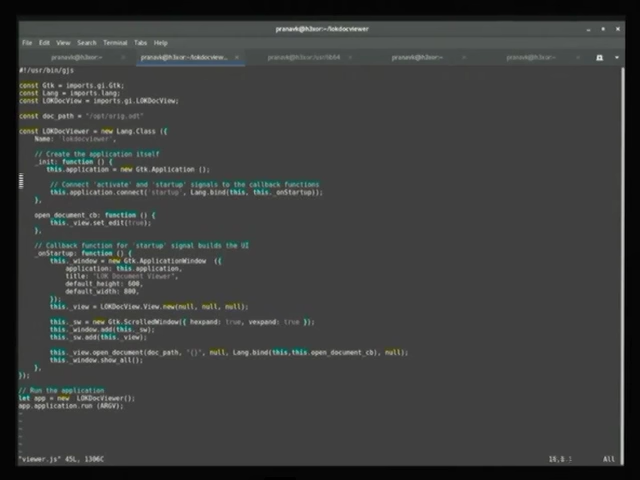 pranavk@h3xor:~/lokdocviewer
File Edit View Search Terminal Tabs Help
pranavk@h3xor:~ pranavk@h3xor:~/lokdocview... pranavk@h3xor:/usr/lib64 pranavk@h3xor:~ pranavk@h3xor:~
#!/usr/bin/gjs
const Gtk = imports.gi.Gtk;
const Lang = imports.lang;
const LOKDocView = imports.gi.LOKDocView;
const doc_path = "/opt/orig.odt"
const LOKDocViewer = new Lang.Class ({
Name: 'lokdocviewer',
// Create the application itself
_init: function () {
this.application = new Gtk.Application ();
// Connect 'activate' and 'startup' signals to the callback functions
this.application.connect('startup', Lang.bind(this, this._onStartup));
},
open_document_cb: function () {
this._view.set_edit(true);
},
// Callback function for 'startup' signal builds the UI
_onStartup: function () {
this._window = new Gtk.ApplicationWindow ({
application: this.application,
title: "LOK Document Viewer",
default_height: 600,
default_width: 800,
});
this._view = LOKDocView.View.new(null, null, null);
this._sw = new Gtk.ScrolledWindow({ hexpand: true, vexpand: true });
this._window.add(this._sw);
this._sw.add(this._view);
this._view.open_document(doc_path, "{}", null, Lang.bind(this,this.open_document_cb), null);
this._window.show_all();
},
});
// Run the application
let app = new LOKDocViewer();
app.application.run (ARGV);
"viewer.js" 45L, 1306C All